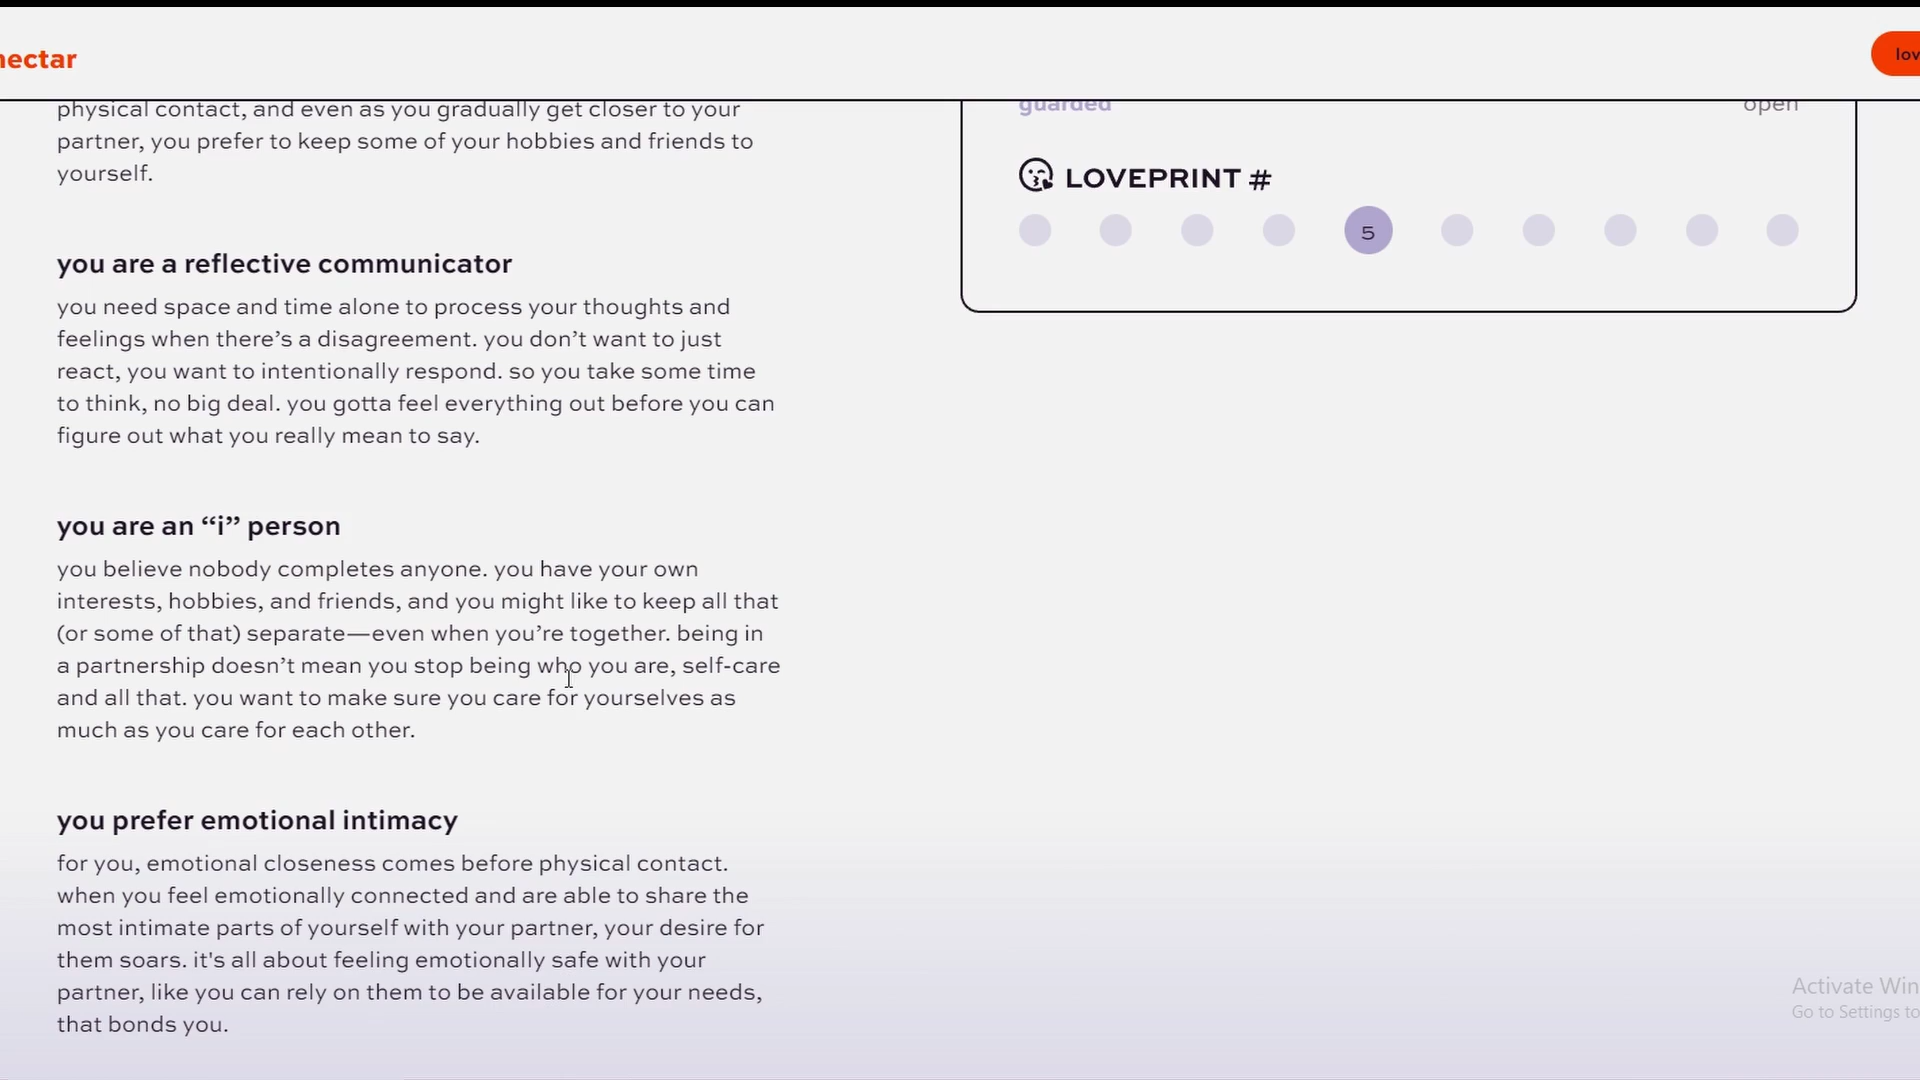 nectar
lov
physical contact, and even as you gradually get closer to your
partner, you prefer to keep some of your hobbies and friends to
yourself.
you are a reflective communicator
you need space and time alone to process your thoughts and
feelings when there’s a disagreement. you don’t want to just
react, you want to intentionally respond. so you take some time
to think, no big deal. you gotta feel everything out before you can
figure out what you really mean to say.
you are an “i” person
you believe nobody completes anyone. you have your own
interests, hobbies, and friends, and you might like to keep all that
(or some of that) separate—even when you’re together. being in
a partnership doesn’t mean you stop being who you are, self-care
and all that. you want to make sure you care for yourselves as
much as you care for each other.
you prefer emotional intimacy
for you, emotional closeness comes before physical contact.
when you feel emotionally connected and are able to share the
most intimate parts of yourself with your partner, your desire for
them soars. it's all about feeling emotionally safe with your
partner, like you can rely on them to be available for your needs,
that bonds you.
guarded
open
LOVEPRINT #
5
Activate Win
Go to Settings to